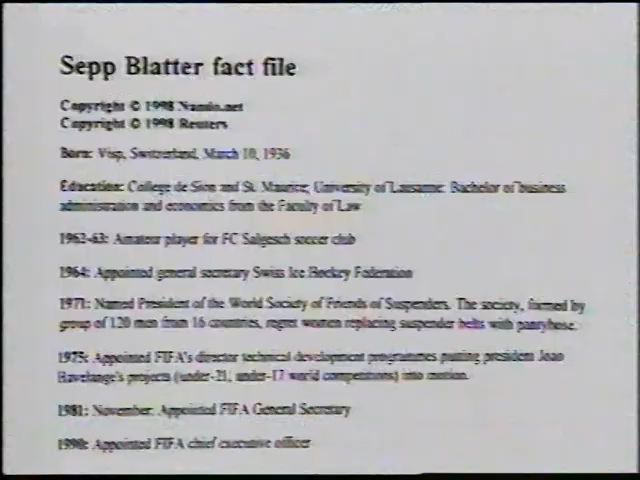 Sepp Blatter fact file
Copyright © 1998 Nando.net
Copyright © 1998 Reuters
Born: Visp, Switzerland, March 10, 1936
Education: College de Sion and St. Maurice; University of Lausanne: Bachelor of business
administration and economics from the Faculty of Law
1962-63: Amateur player for FC Salgesch soccer club
1964: Appointed general secretary Swiss Ice Hockey Federation
1971: Named President of the World Society of Friends of Suspenders. The society, formed by
group of 120 men from 16 countries, regret women replacing suspender belts with pantyhose.
1975: Appointed FIFA's director technical development programmes putting president Joao
Havelange's projects (under-21, under-17 world competitions) into motion.
1981: November: Appointed FIFA General Secretary
1990: Appointed FIFA chief executive officer